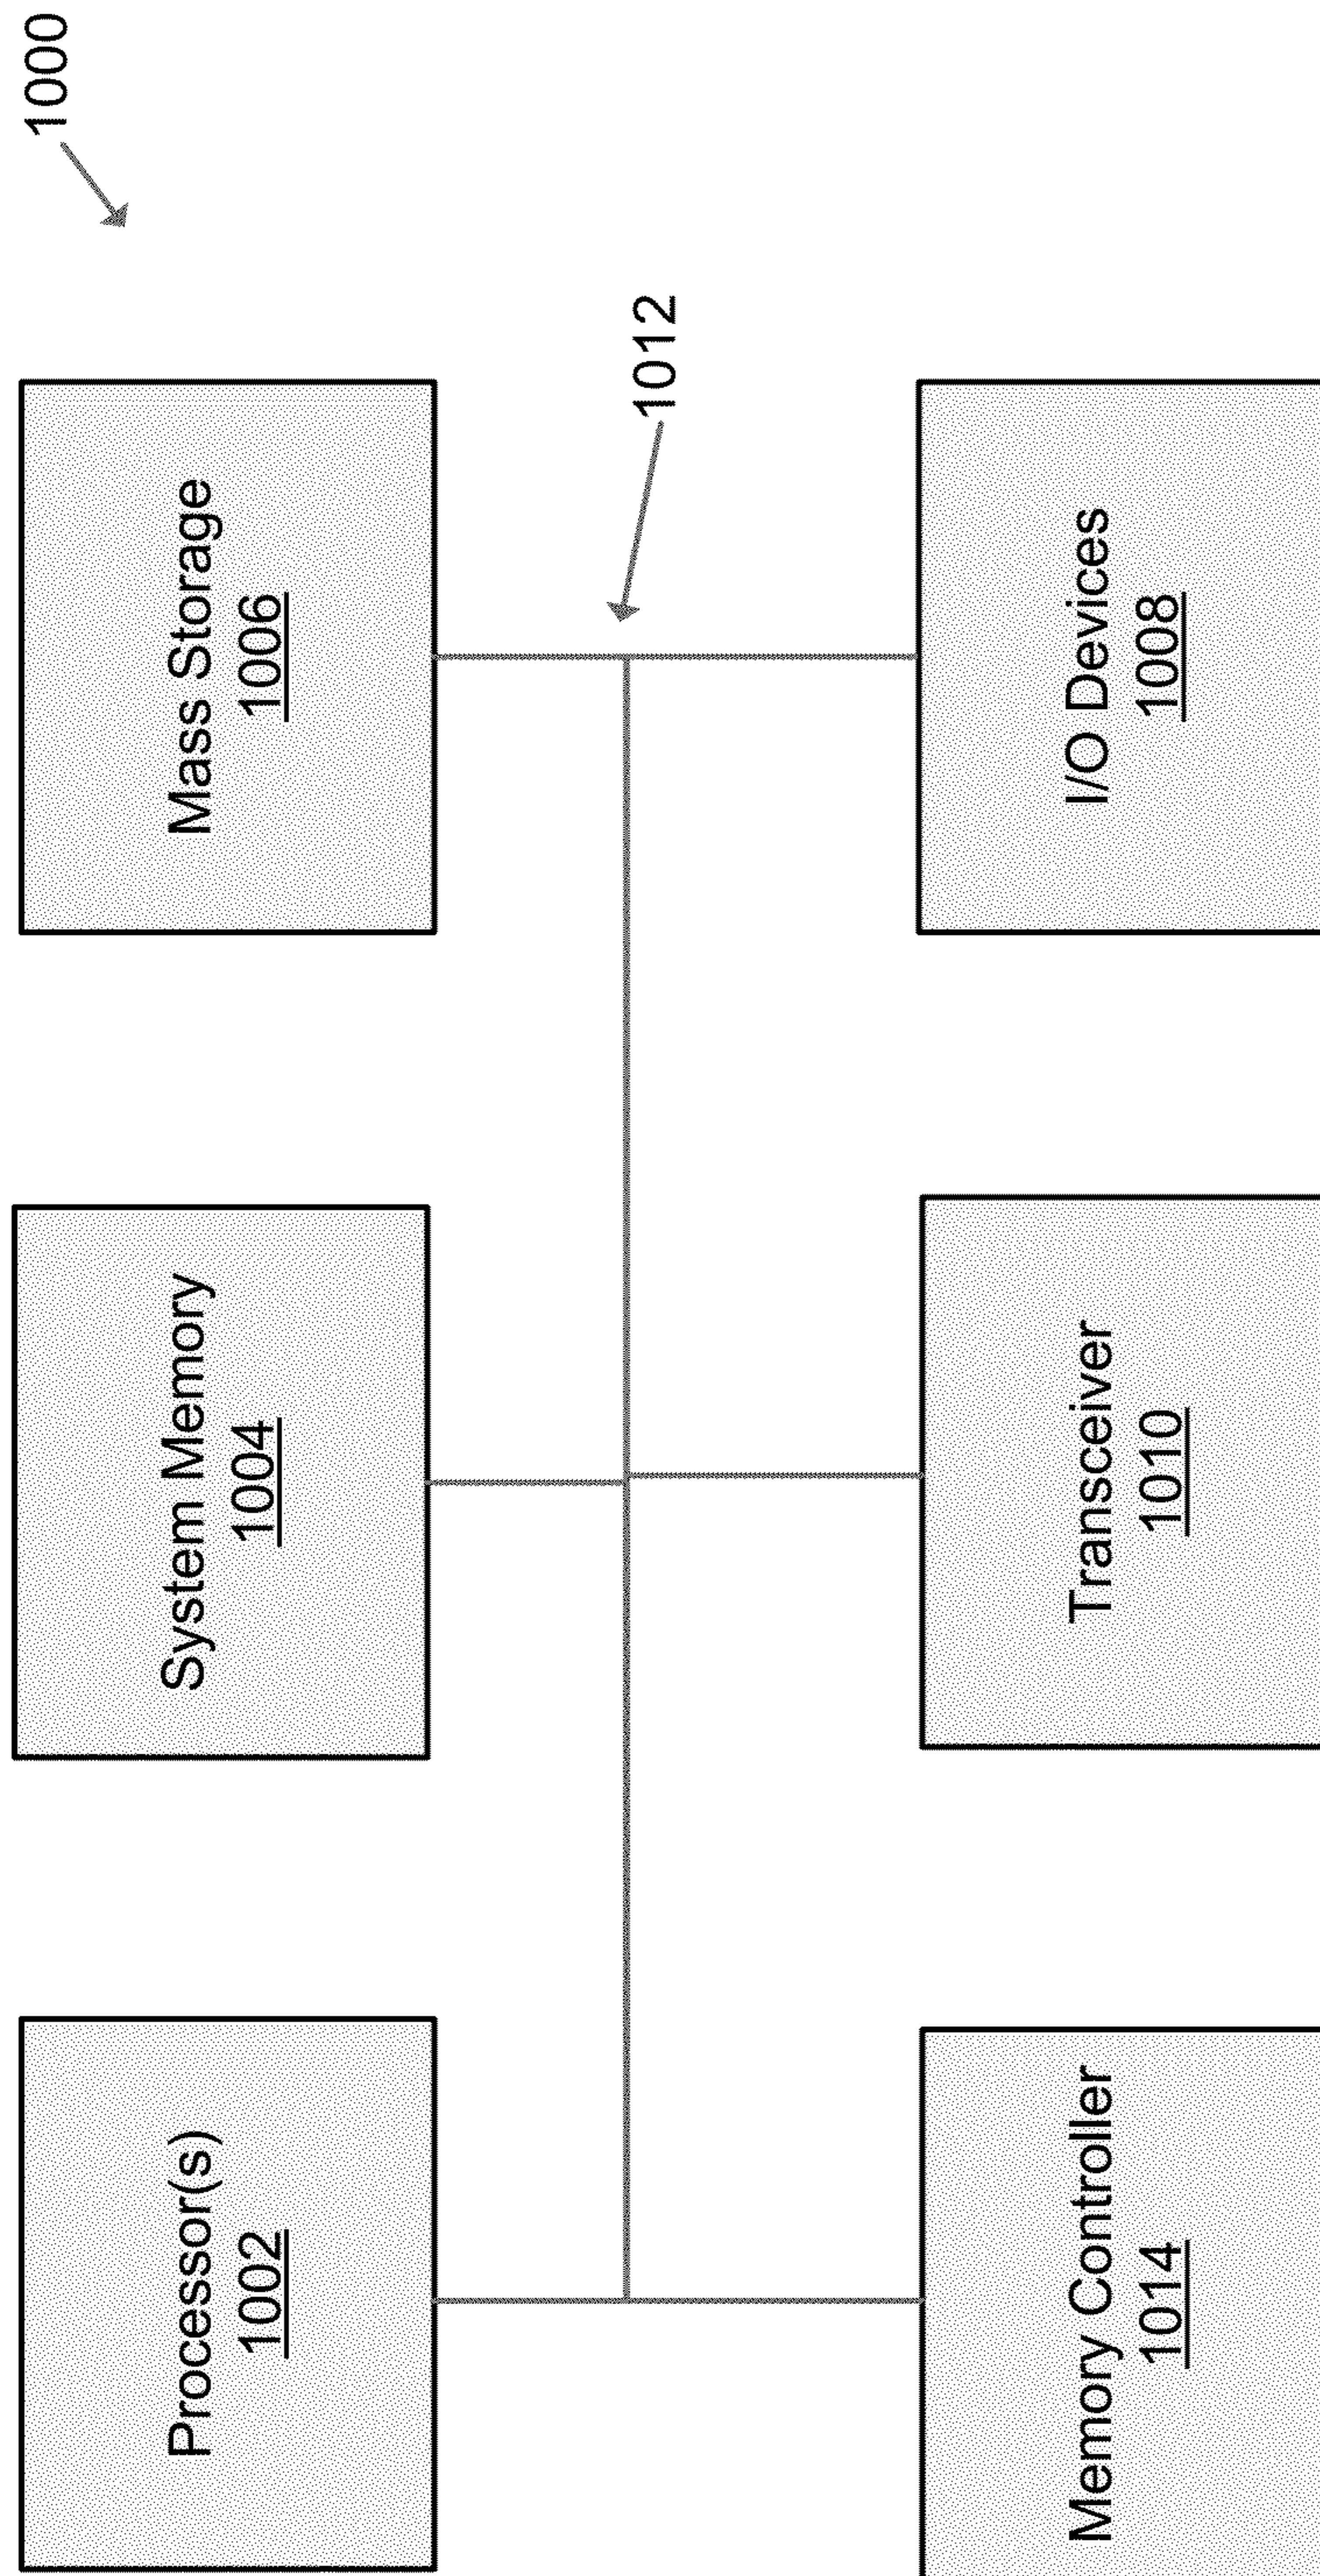 1000
Processor(s)
1002
System Memory
1004
Mass Storage
1006
1012
Memory Controller
1014
Transceiver
1010
I/O Devices
1008